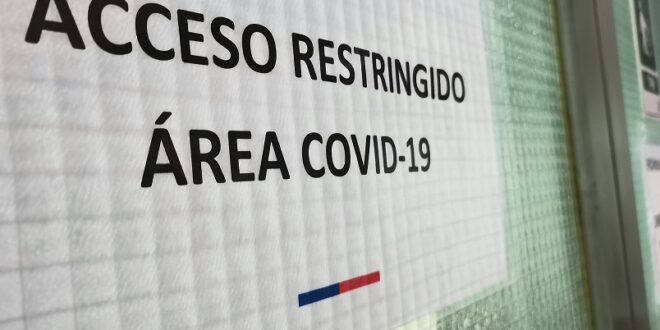 ACCESO RESTRINGIDO
ÁREA COVID-19